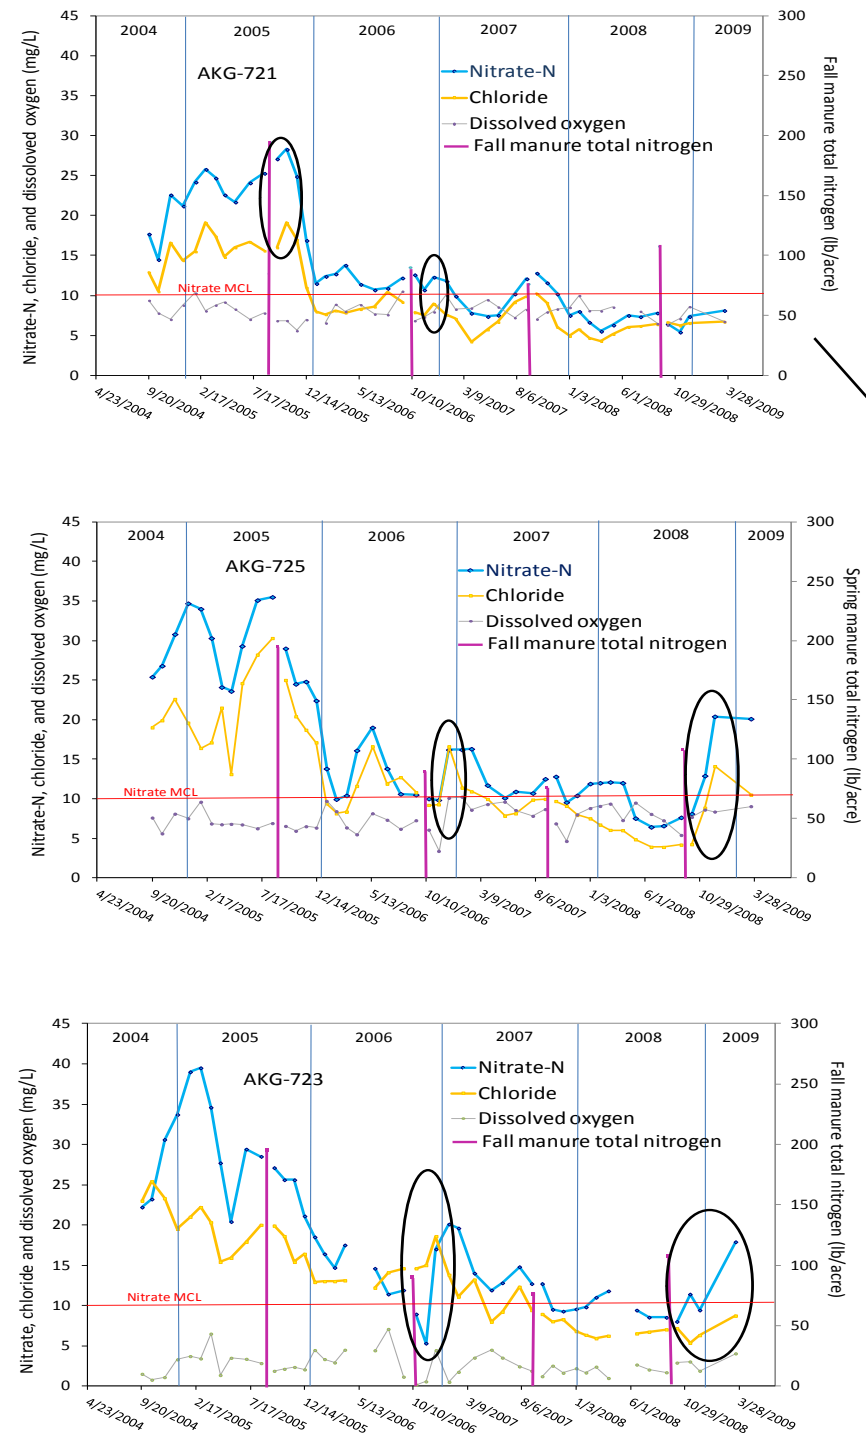 45 300
2004 2005 2006 2007 2008 2009
40
250
35 AKG-721 Nitrate-N
Chloride
30 Dissolved oxygen 200
Fall manure total nitrogen
25
150
20
15 100
Nitrate MCL
10
50
5
0 0
4/23/2004 9/20/2004 2/17/2005 7/17/2005 12/14/2005 5/13/2006 10/10/2006 3/9/2007 8/6/2007 1/3/2008 6/1/2008 10/29/2008 3/28/2009
Nitrate-N, chloride, and dissoloved oxygen (mg/L)
Fall manure total nitrogen (lb/acre)
45 300
2004 2005 2006 2007 2008 2009
40
250
AKG-725 Nitrate-N
35 Chloride
Dissolved oxygen
30 Fall manure total nitrogen 200
25
150
20
15 100
Nitrate MCL
10
50
5
0 0
4/23/2004 9/20/2004 2/17/2005 7/17/2005 12/14/2005 5/13/2006 10/10/2006 3/9/2007 8/6/2007 1/3/2008 6/1/2008 10/29/2008 3/28/2009
Nitrate-N, chloride, and dissolved oxygen (mg/L)
Spring manure total nitrogen (lb/acre)
45 300
2004 2005 2006 2007 2008 2009
40 Nitrate-N
250
AKG-723 Chloride
35 Dissolved oxygen
Fall manure total nitrogen
30 200
25
150
20
15 100
Nitrate MCL
10
50
5
0 0
4/23/2004 9/20/2004 2/17/2005 7/17/2005 12/14/2005 5/13/2006 10/10/2006 3/9/2007 8/6/2007 1/3/2008 6/1/2008 10/29/2008 3/28/2009
Nitrate, chloride and dissolved oxygen (mg/L)
Fall manure total nitrogen (lb/acre)